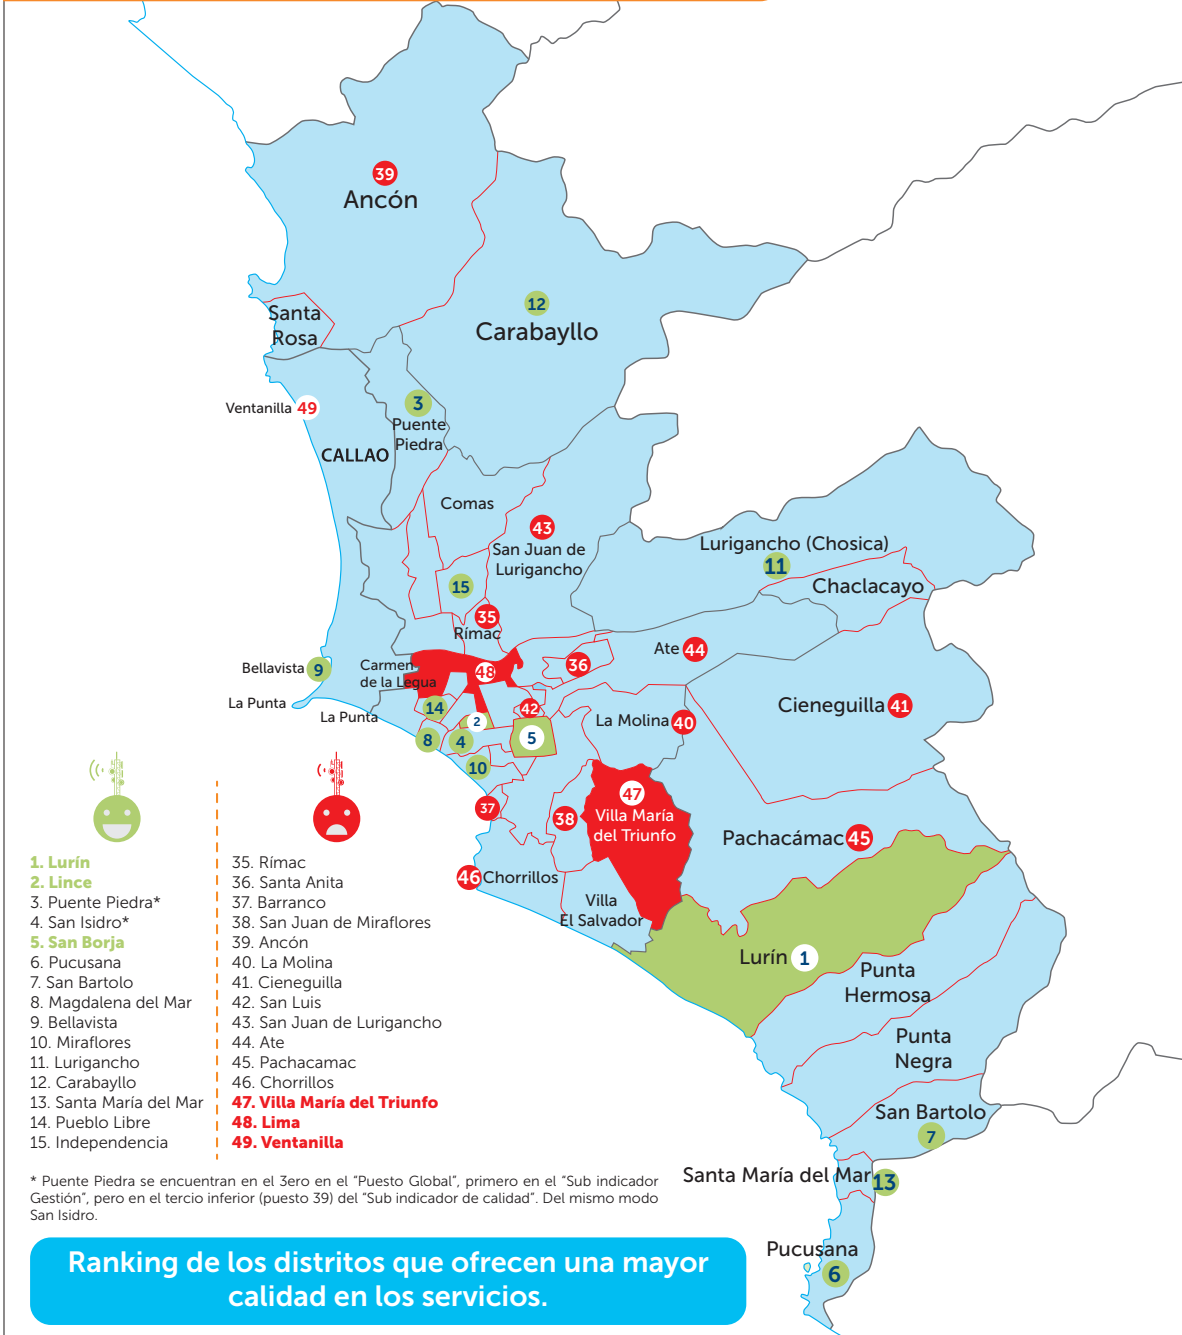 39
Ancón
12
Carabayllo
Santa
Rosa
Ventanilla 49
3
Puente
Piedra
CALLAO
Comas
43
San Juan de
Lurigancho
Lurigancho (Chosica)
11
Chaclacayo
15
35
Rímac
Ate 44
36
Bellavista 9
Carmen
de la Legua
48
La Punta
La Punta
14
42
2
8
4
5
La Molina 40
Cieneguilla 41
10
37
38
47
Villa María
del Triunfo
Pachacámac 45
46 Chorrillos
Villa
El Salvador
Lurín 1
Punta
Hermosa
Punta
Negra
San Bartolo
7
Santa María del Mar 13
Pucusana
6
1. Lurín
2. Lince
3. Puente Piedra*
4. San Isidro*
5. San Borja
6. Pucusana
7. San Bartolo
8. Magdalena del Mar
9. Bellavista
10. Miraflores
11. Lurigancho
12. Carabayllo
13. Santa María del Mar
14. Pueblo Libre
15. Independencia
35. Rímac
36. Santa Anita
37. Barranco
38. San Juan de Miraflores
39. Ancón
40. La Molina
41. Cieneguilla
42. San Luis
43. San Juan de Lurigancho
44. Ate
45. Pachacamac
46. Chorrillos
47. Villa María del Triunfo
48. Lima
49. Ventanilla
* Puente Piedra se encuentran en el 3ero en el "Puesto Global", primero en el "Sub indicador
Gestión", pero en el tercio inferior (puesto 39) del "Sub indicador de calidad". Del mismo modo
San Isidro.
Ranking de los distritos que ofrecen una mayor
calidad en los servicios.